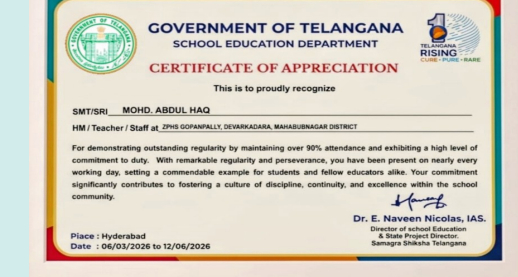 GOVERNMENT OF TELANGANA
SCHOOL EDUCATION DEPARTMENT
TELANGANA
RISING
CURE • PURE • RARE
CERTIFICATE OF APPRECIATION
This is to proudly recognize
SMT/SRI MOHD. ABDUL HAQ
HM / Teacher / Staff at ZPHS GOPANPALLY, DEVARKADARA, MAHABUBNAGAR DISTRICT
For demonstrating outstanding regularity by maintaining over 90% attendance and exhibiting a high level of
commitment to duty. With remarkable regularity and perseverance, you have been present on nearly every
working day, setting a commendable example for students and fellow educators alike. Your commitment
significantly contributes to fostering a culture of discipline, continuity, and excellence within the school
community.
Dr. E. Naveen Nicolas, IAS.
Director of school Education
& State Project Director.
Samagra Shiksha Telangana
Place : Hyderabad
Date : 06/03/2026 to 12/06/2026